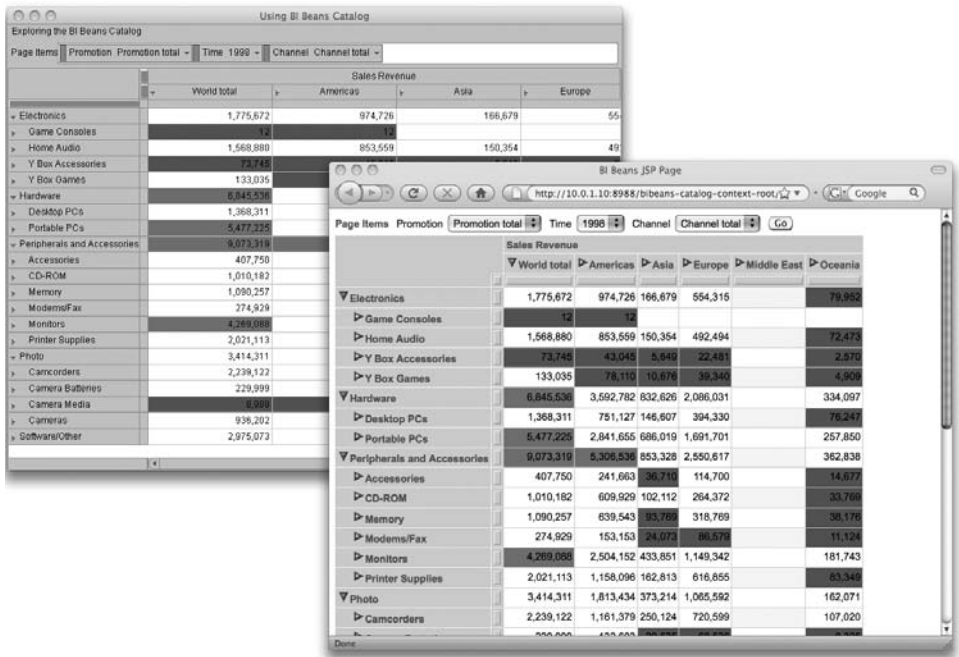 Using BI Beans Catalog
Exploring the BI Beans Catalog
Page Items Promotion Promotion total Time 1998 Channel Channel total
Sales Revenue
World total Americas Asia Europe
Electronics 1,775,672 974,726 166,679 55
Game Consoles 12 12
Home Audio 1,568,880 853,559 150,354 49
Y Box Accessories 73,745
Y Box Games 133,035
Hardware 6,845,536
Desktop PCs 1,368,311
Portable PCs 5,477,225
Peripherals and Accessories 9,073,319
Accessories 407,750
CD-ROM 1,010,182
Memory 1,090,257
Modems/Fax 274,929
Monitors 4,269,088
Printer Supplies 2,021,113
Photo 3,414,311
Camcorders 2,239,122
Camera Batteries 229,999
Camera Media 8,988
Cameras 936,202
Software/Other 2,975,073
BI Beans JSP Page
http://10.0.1.10:8988/bibeans-catalog-context-root/
Google
Page Items Promotion Promotion total Time 1998 Channel Channel total Go
Sales Revenue
World total Americas Asia Europe Middle East Oceania
Electronics 1,775,672 974,726 166,679 554,315 79,952
Game Consoles 12 12
Home Audio 1,568,880 853,559 150,354 492,494 72,473
Y Box Accessories 73,745 43,045 5,649 22,481 2,570
Y Box Games 133,035 78,110 10,676 39,340 4,909
Hardware 6,845,536 3,592,782 832,626 2,086,031 334,097
Desktop PCs 1,368,311 751,127 146,607 394,330 76,247
Portable PCs 5,477,225 2,841,655 686,019 1,691,701 257,850
Peripherals and Accessories 9,073,319 5,306,536 853,328 2,550,617 362,838
Accessories 407,750 241,663 36,710 114,700 14,677
CD-ROM 1,010,182 609,929 102,112 264,372 33,769
Memory 1,090,257 639,543 93,769 318,769 38,176
Modems/Fax 274,929 153,153 24,073 86,579 11,124
Monitors 4,269,088 2,504,152 433,851 1,149,342 181,743
Printer Supplies 2,021,113 1,158,096 162,813 616,855 83,349
Photo 3,414,311 1,813,434 373,214 1,065,592 162,071
Camcorders 2,239,122 1,161,379 250,124 720,599 107,020
Done